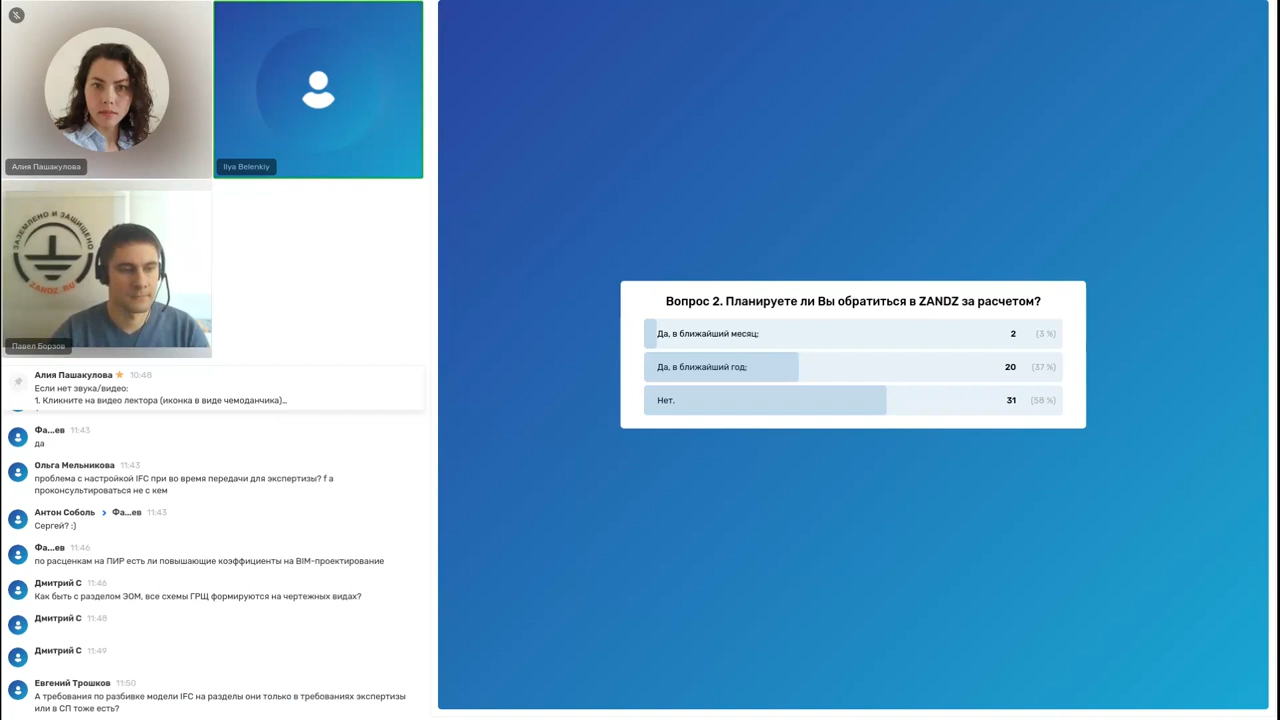 Алия Пашакулова
Ilya Belenkiy
ЗАЗЕМЛЕНО И ЗАЩИЩЕНО
ZANDZ.RU
Павел Борзов
Алия Пашакулова 10:48
Если нет звука/видео:
1. Кликните на видео лектора (иконка в виде чемоданчика)...
Фа...ев 11:43
да
Ольга Мельникова 11:43
проблема с настройкой IFC при во время передачи для экспертизы? f а
проконсультироваться не с кем
Антон Соболь > Фа...ев 11:43
Сергей? :)
Фа...ев 11:46
по расценкам на ПИР есть ли повышающие коэффициенты на BIM-проектирование
Дмитрий С 11:46
Как быть с разделом ЭОМ, все схемы ГРЩ формируются на чертежных видах?
Дмитрий С 11:48
Дмитрий С 11:49
Евгений Трошков 11:50
А требования по разбивке модели IFC на разделы они только в требованиях экспертизы
или в СП тоже есть?
Вопрос 2. Планируете ли Вы обратиться в ZANDZ за расчетом?
Да, в ближайший месяц; 2 (3 %)
Да, в ближайший год; 20 (37 %)
Нет. 31 (58 %)